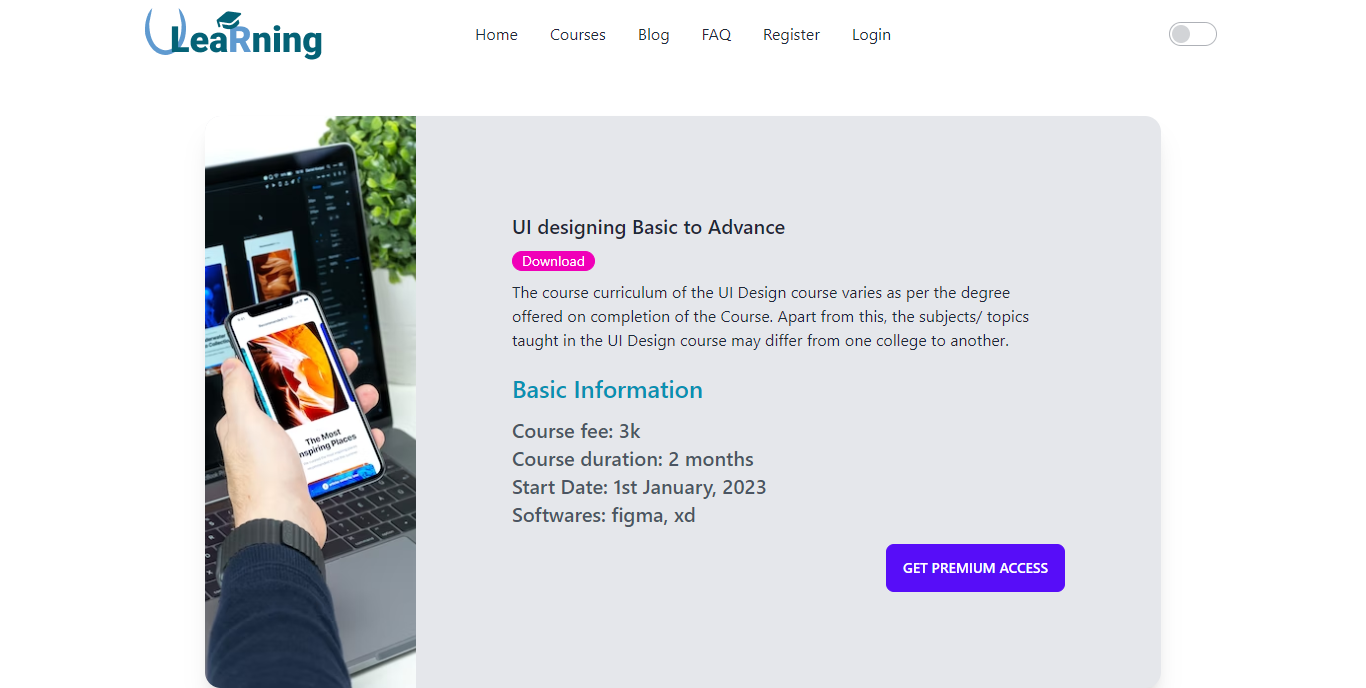 ULeaRning
Home Courses Blog FAQ Register Login
UI designing Basic to Advance
Download
The course curriculum of the UI Design course varies as per the degree
offered on completion of the Course. Apart from this, the subjects/ topics
taught in the UI Design course may differ from one college to another.
Basic Information
Course fee: 3k
Course duration: 2 months
Start Date: 1st January, 2023
Softwares: figma, xd
GET PREMIUM ACCESS
The Most
nspiring Places